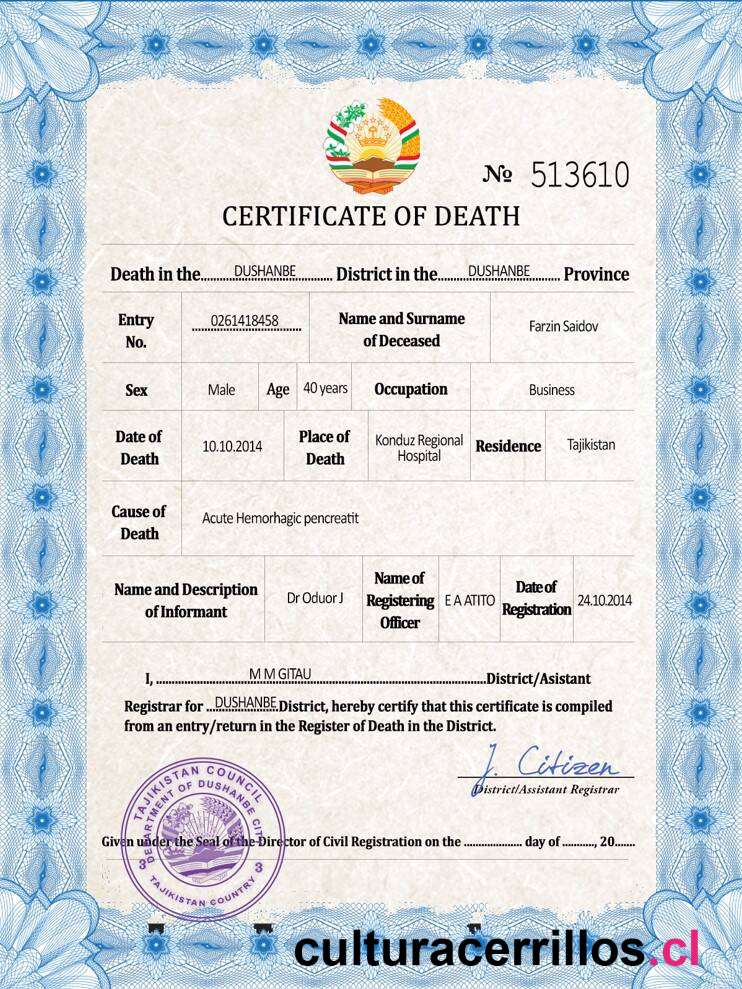 № 513610
CERTIFICATE OF DEATH
Death in the....DUSHANBE.... District in the....DUSHANBE.... Province
Entry No. 0261418458 Name and Surname of Deceased Farzin Saidov
Sex Male Age 40 years Occupation Business
Date of Death 10.10.2014 Place of Death Konduz Regional Hospital Residence Tajikistan
Cause of Death Acute Hemorhagic pencreatit
Name and Description of Informant Dr Oduor J Name of Registering Officer E A ATITO Date of Registration 24.10.2014
I, ....M M GITAU....District/Asistant
Registrar for ..DUSHANBE.District, hereby certify that this certificate is compiled
from an entry/return in the Register of Death in the District.
J. Citizen
District/Assistant Registrar
TAJIKISTAN COUNCIL
DEPARTMENT OF DUSHANBE CITY
3 3
TAJIKISTAN COUNTRY
Given under the Seal of the Director of Civil Registration on the .................... day of .........., 20.......
culturacerrillos.cl